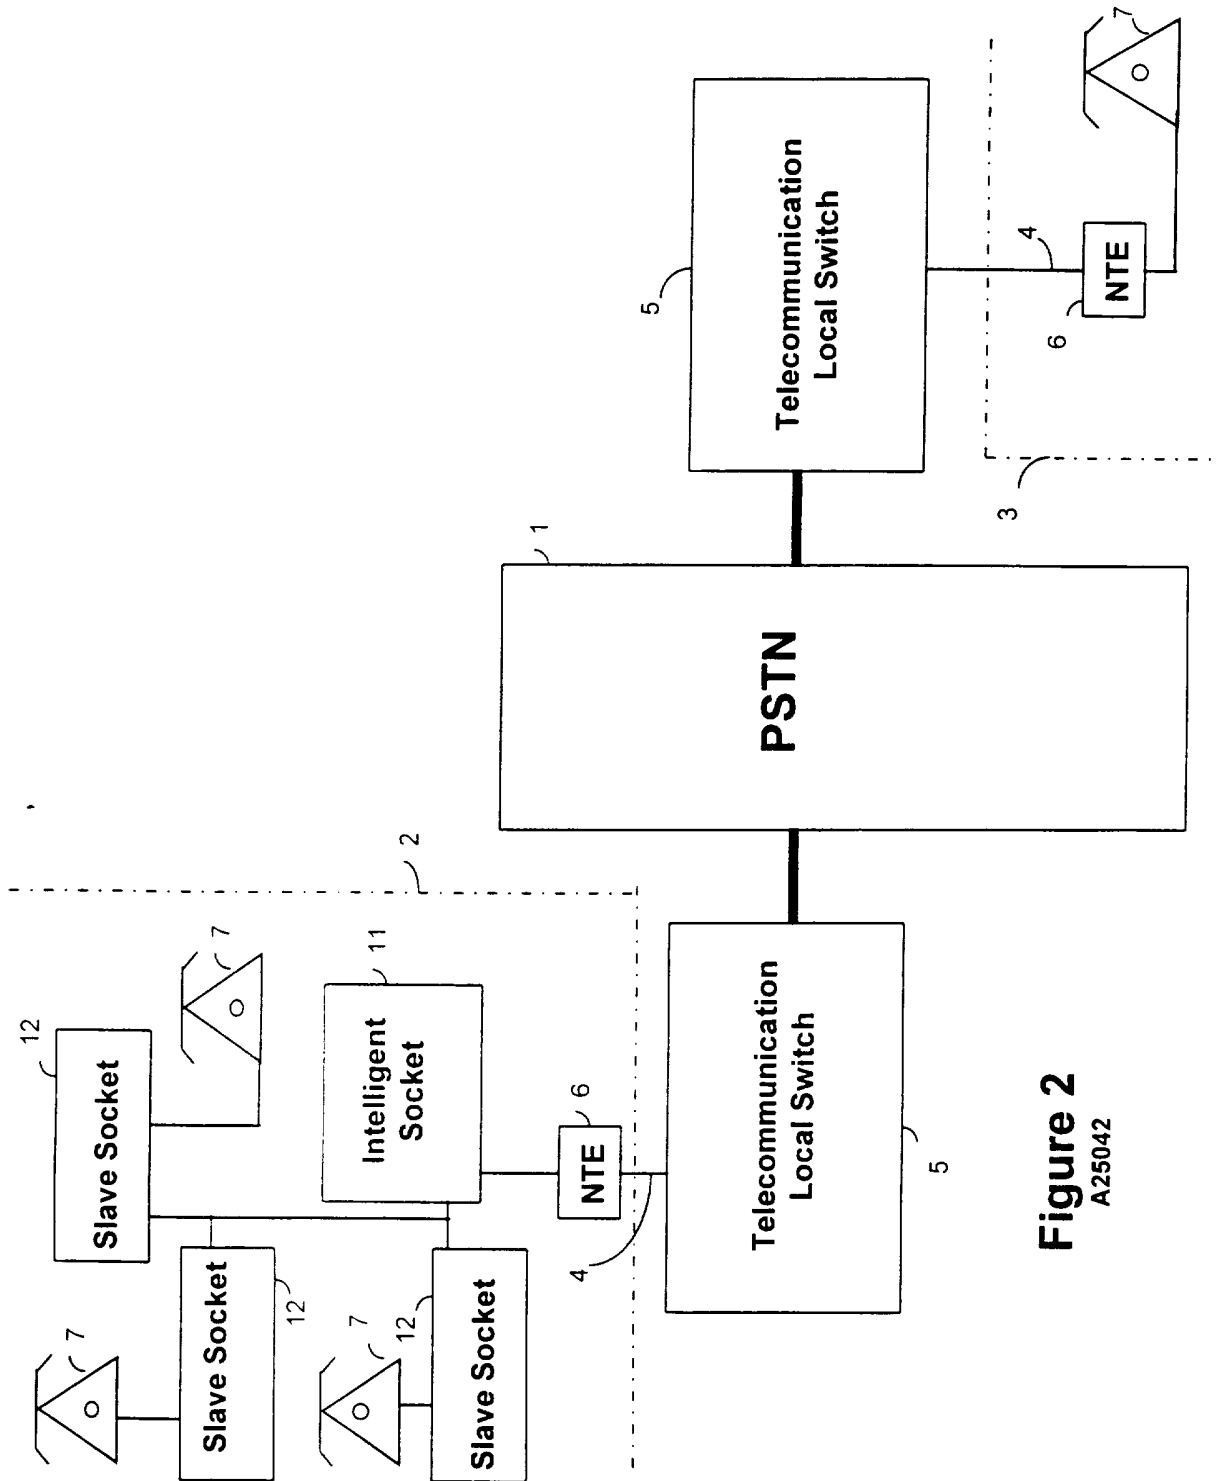 7
12
Slave Socket
7
12
Slave Socket
7
12
Slave Socket
11
Intelligent
Socket
2
6
NTE
4
Telecommunication
Local Switch
5
1
PSTN
5
Telecommunication
Local Switch
3
4
6
NTE
7
Figure 2
A25042